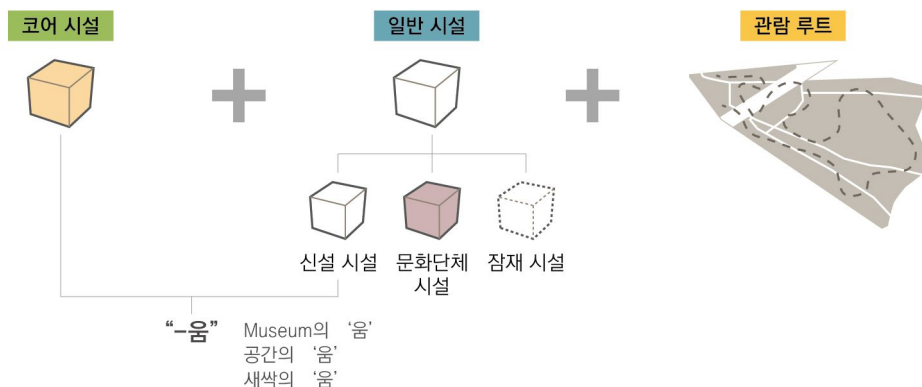 코어 시설
일반 시설
관람 루트
신설 시설
문화단체
시설
잠재 시설
“-움”
Museum의 ‘움’
공간의 ‘움’
새싹의 ‘움’